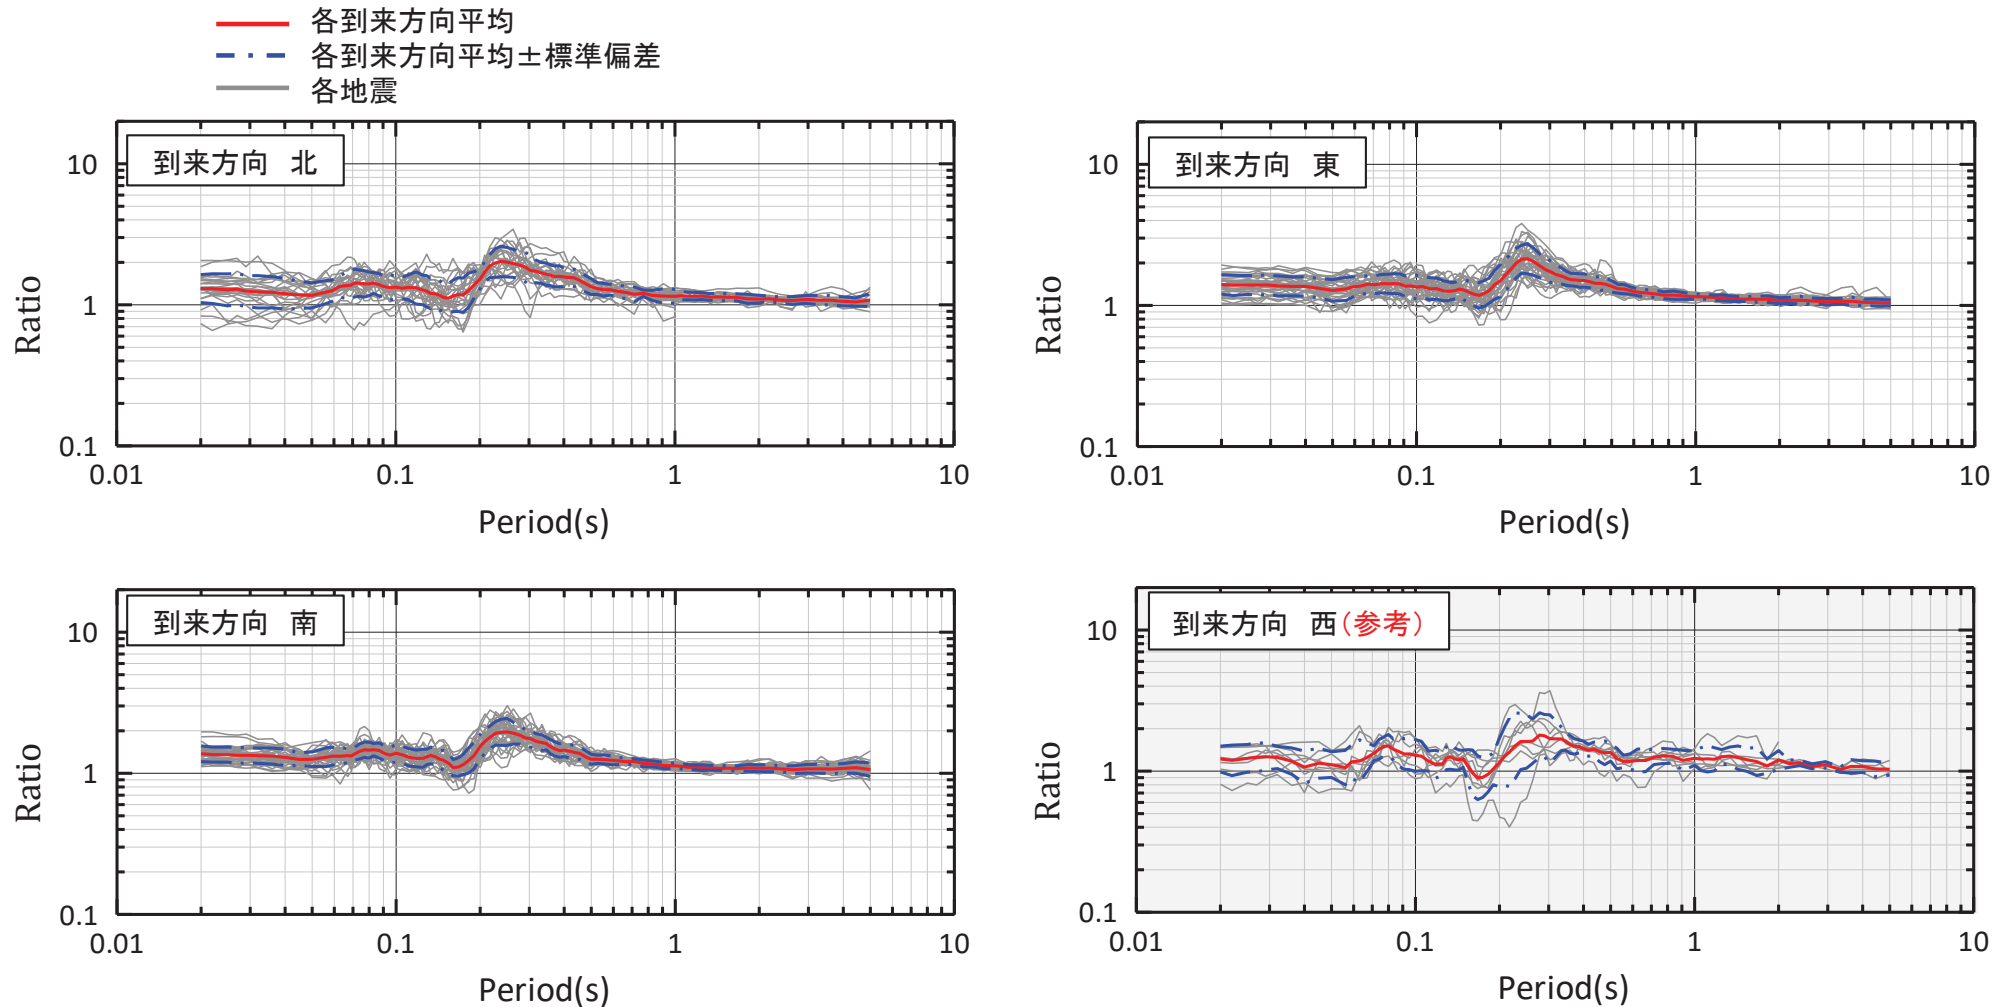 各到来方向平均
各到来方向平均±標準偏差
各地震
到来方向 北
10
1
0.1
Ratio
0.01 0.1 1 10
Period(s)
到来方向 東
10
1
0.1
Ratio
0.01 0.1 1 10
Period(s)
到来方向 南
10
1
0.1
Ratio
0.01 0.1 1 10
Period(s)
到来方向 西(参考)
10
1
0.1
Ratio
0.01 0.1 1 10
Period(s)